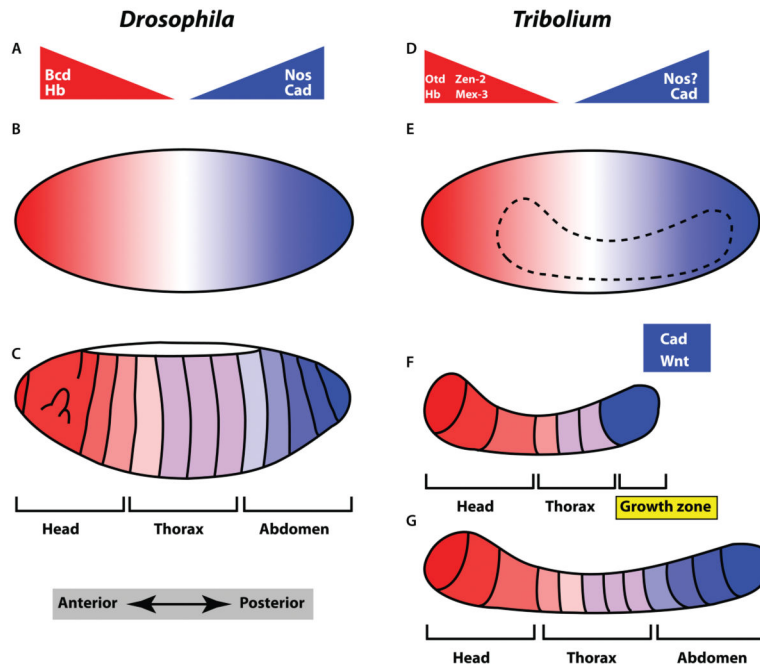 Drosophila
Tribolium
A
Bcd
Hb
Nos
Cad
D
Otd Zen-2
Hb Mex-3
Nos?
Cad
B
E
C
Head
Thorax
Abdomen
Cad
Wnt
F
Head
Thorax
Growth zone
G
Head
Thorax
Abdomen
Anterior
Posterior